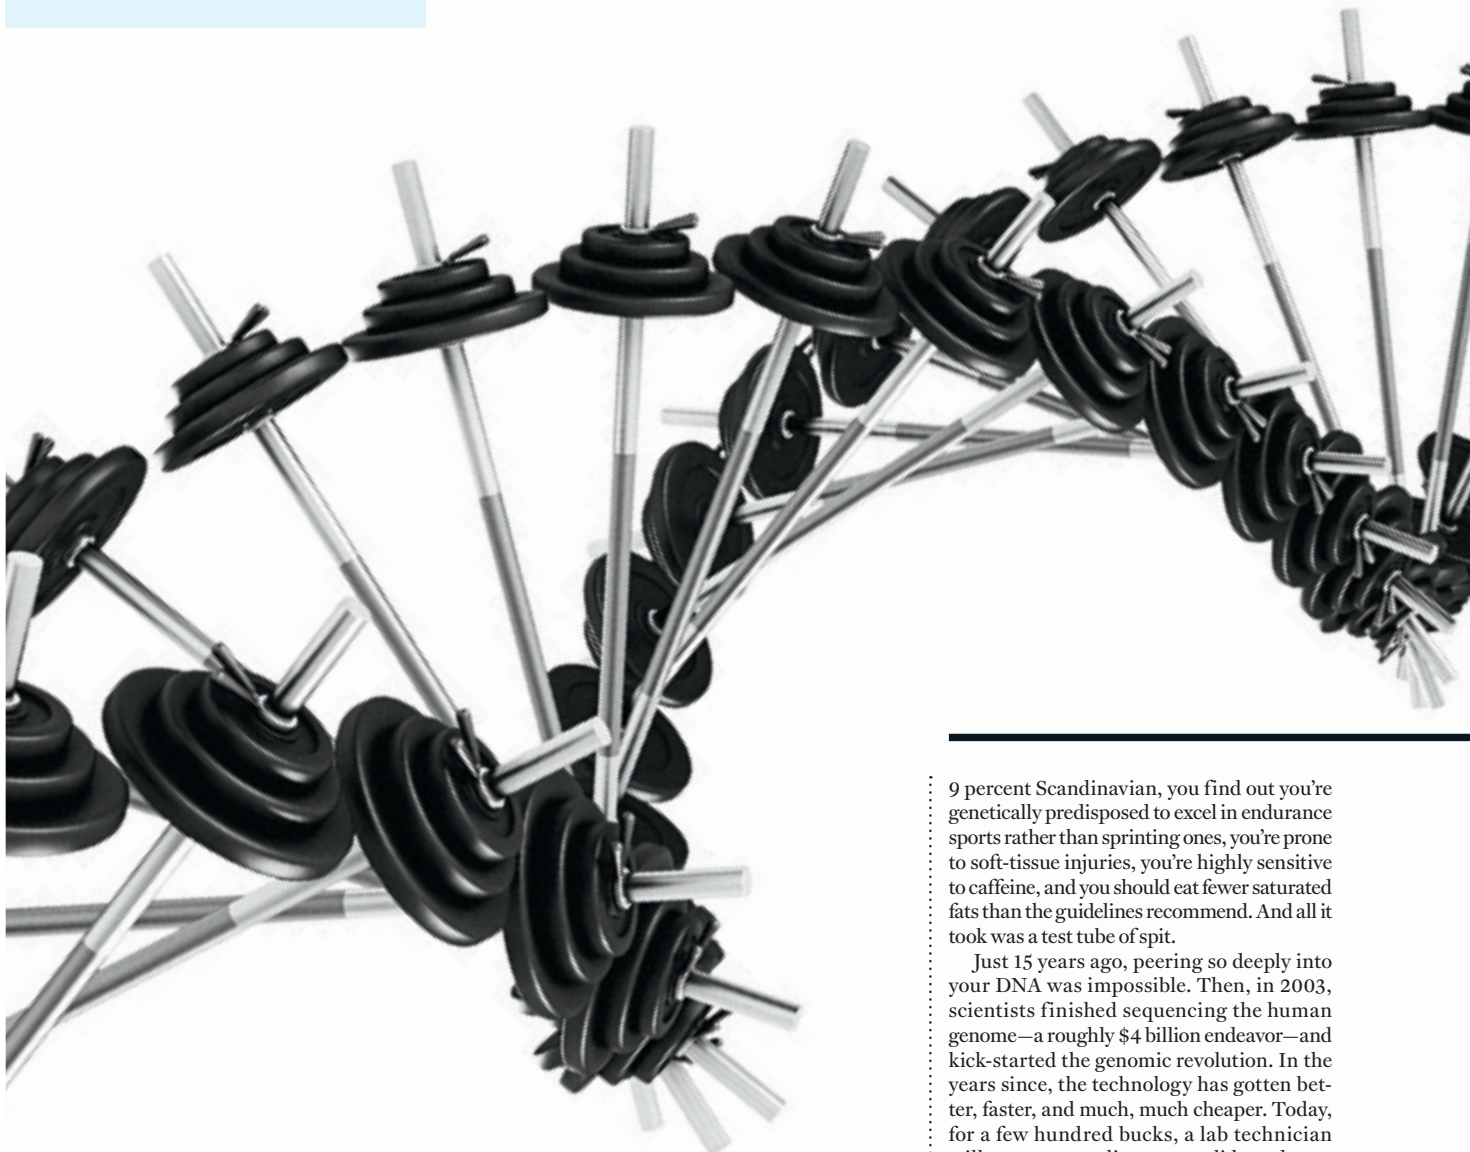 9 percent Scandinavian, you find out you’re
genetically predisposed to excel in endurance
sports rather than sprinting ones, you’re prone
to soft-tissue injuries, you’re highly sensitive
to caffeine, and you should eat fewer saturated
fats than the guidelines recommend. And all it
took was a test tube of spit.
Just 15 years ago, peering so deeply into
your DNA was impossible. Then, in 2003,
scientists finished sequencing the human
genome—a roughly $4 billion endeavor—and
kick-started the genomic revolution. In the
years since, the technology has gotten bet-
ter, faster, and much, much cheaper. Today,
for a few hundred bucks, a lab technician